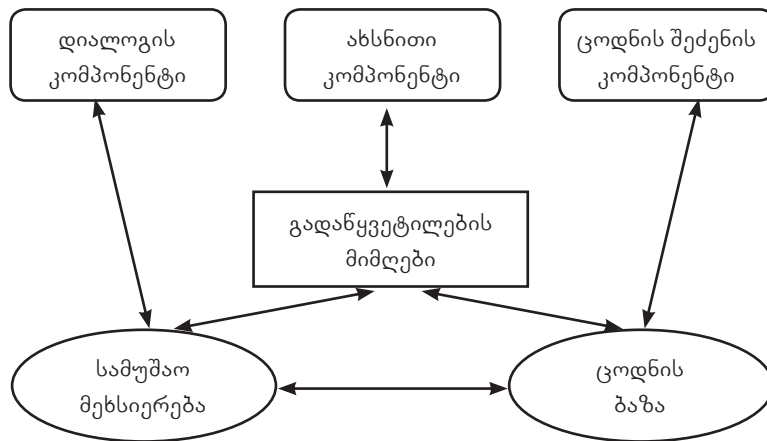 დიალოგის
კომპონენტი
ახსნითი
კომპონენტი
ცოდნის შეძენის
კომპონენტი
გადაწყვეტილების
მიმღები
სამუშაო
მეხსიერება
ცოდნის
ბაზა